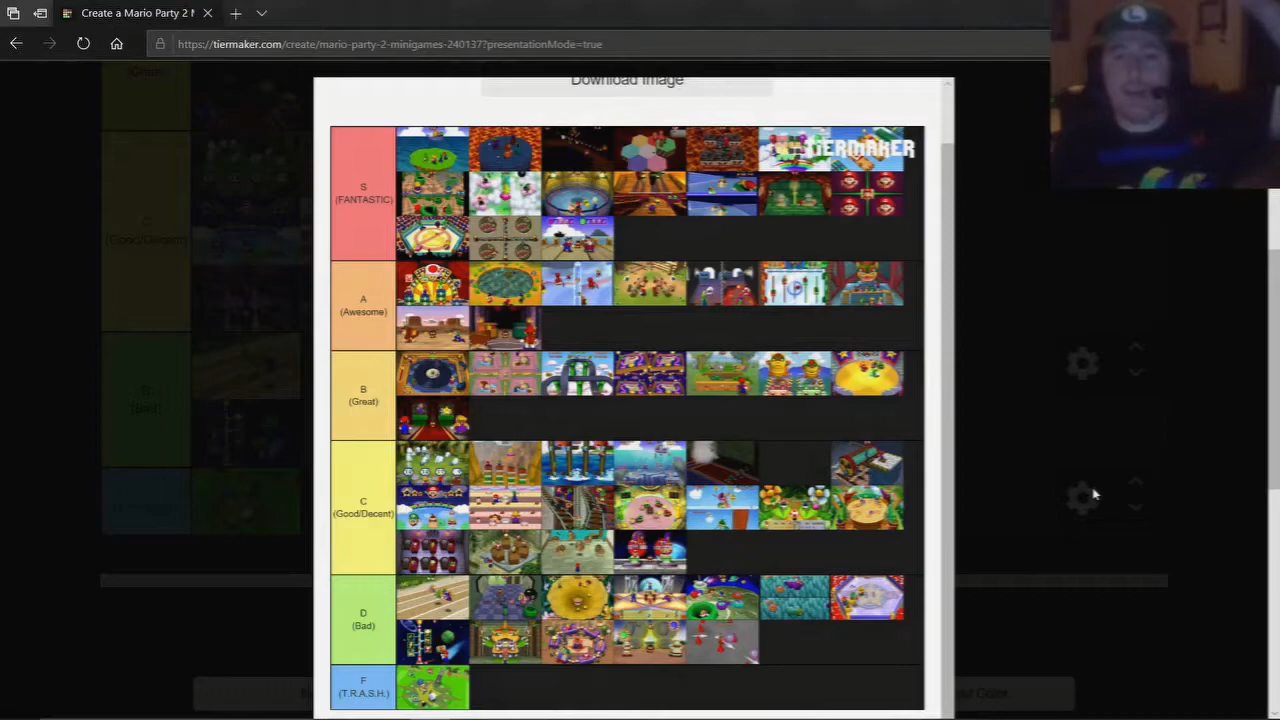 Create a Mario Party 2 M
https://tiermaker.com/create/mario-party-2-minigames-240137?presentationMode=true
Download Image
TIERMAKER
S
(FANTASTIC)
A
(Awesome)
B
(Great)
C
(Good/Decent)
D
(Bad)
F
(T.R.A.S.H.)